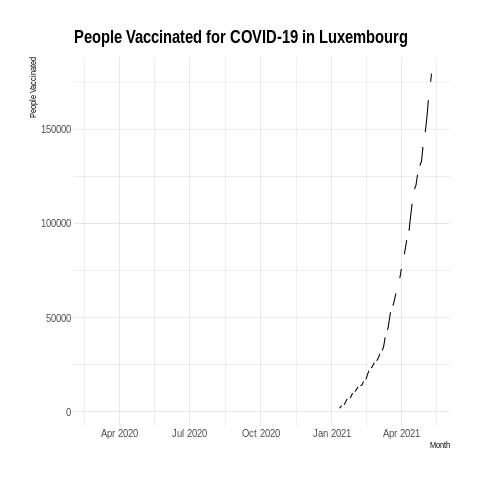 People Vaccinated for COVID-19 in Luxembourg
People Vaccinated
150000
100000
50000
0
Apr 2020 Jul 2020 Oct 2020 Jan 2021 Apr 2021
Month